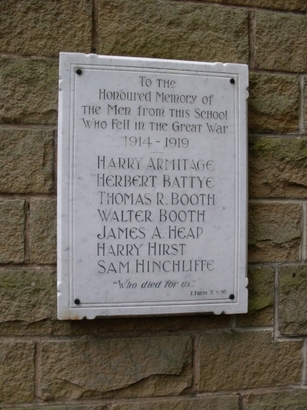 To the
Honoured Memory of
the Men from this School
Who Fell in the Great War
1914 - 1919
Harry Armitage
Herbert Battye
Thomas R. Booth
Walter Booth
James A. Heap
Harry Hirst
Sam Hinchliffe
"Who died for us."